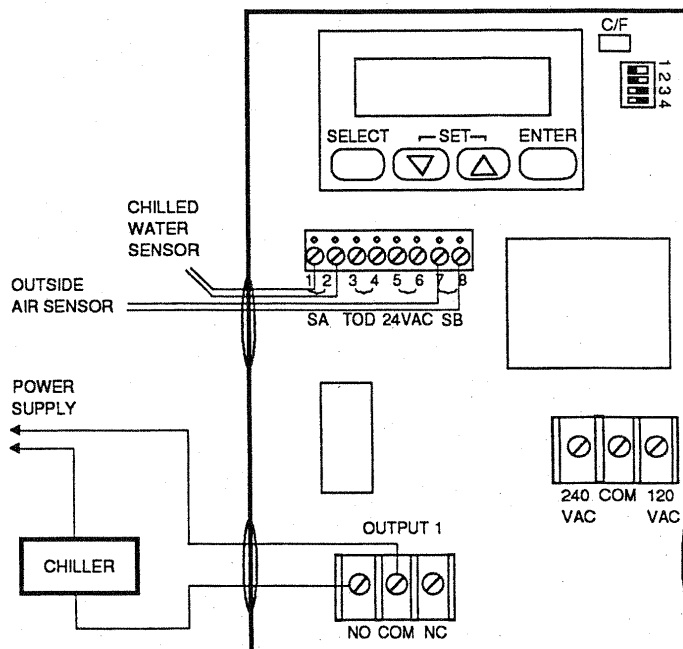 C/F
1
2
3
4
SELECT
SET
ENTER
CHILLED
WATER
SENSOR
OUTSIDE
AIR SENSOR
1 2 3 4 5 6 7 8
SA TOD 24VAC SB
POWER
SUPPLY
240 COM 120
VAC VAC
OUTPUT 1
CHILLER
NO COM NC